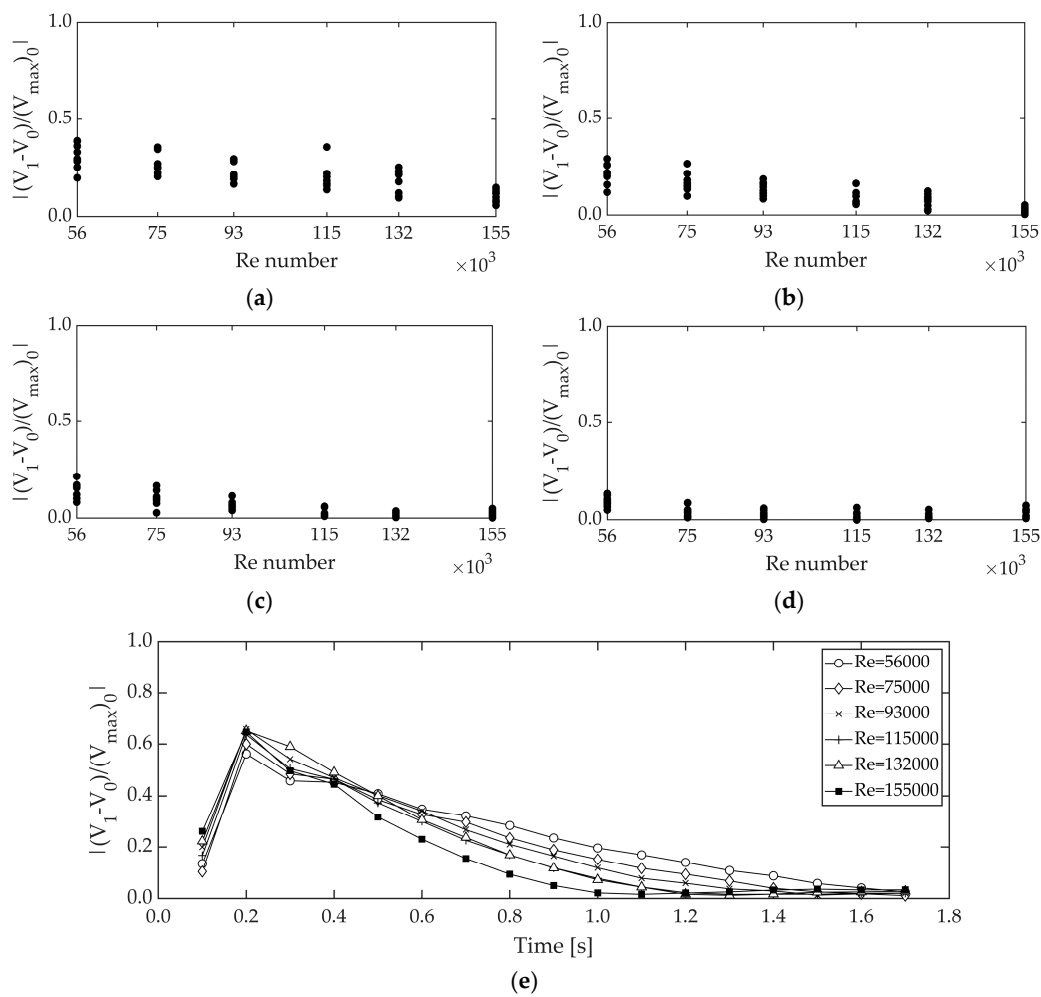 1.0
0.5
0.0
|(V1-V0)/(Vmax)0|
56 75 93 115 132 155
Re number
×10³
(a)
1.0
0.5
0.0
|(V1-V0)/(Vmax)0|
56 75 93 115 132 155
Re number
×10³
(b)
1.0
0.5
0.0
|(V1-V0)/(Vmax)0|
56 75 93 115 132 155
Re number
×10³
(c)
1.0
0.5
0.0
|(V1-V0)/(Vmax)0|
56 75 93 115 132 155
Re number
×10³
(d)
1.0
0.8
0.6
0.4
0.2
0.0
|(V1-V0)/(Vmax)0|
Re=56000
Re=75000
Re=93000
Re=115000
Re=132000
Re=155000
0.0 0.2 0.4 0.6 0.8 1.0 1.2 1.4 1.6 1.8
Time [s]
(e)